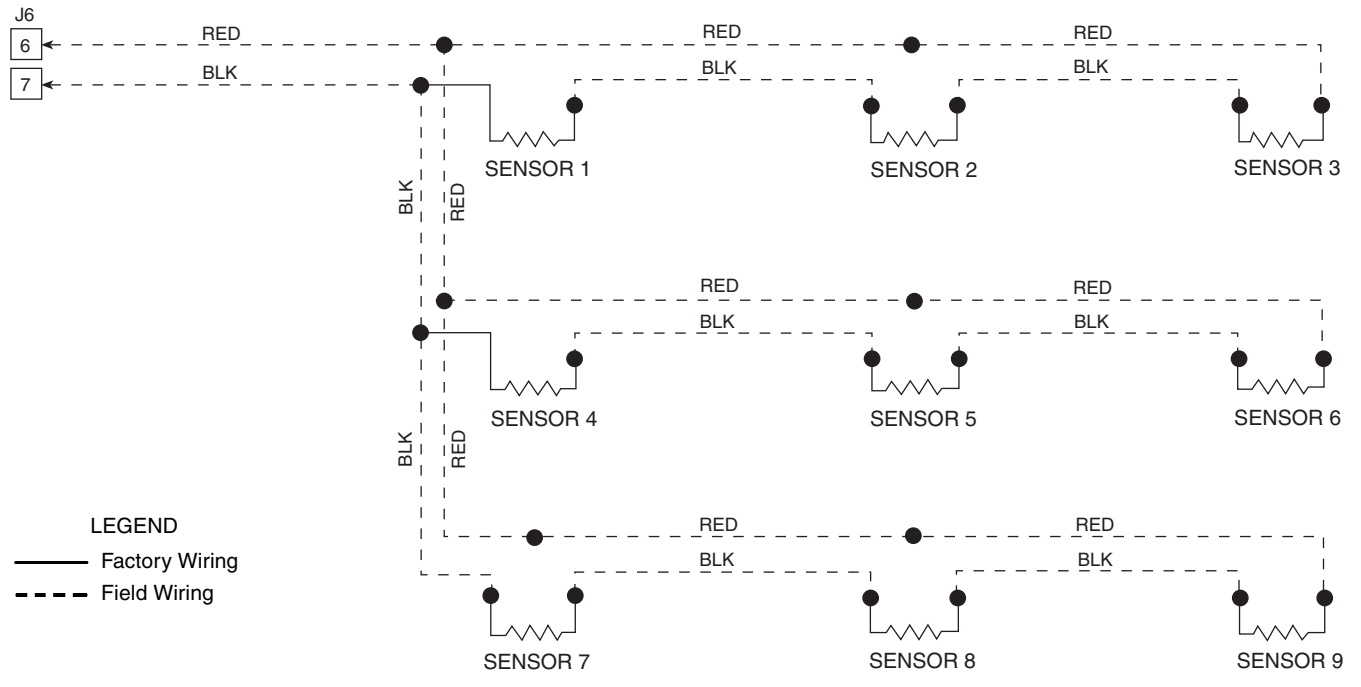 J6
6
RED
RED
RED
7
BLK
BLK
BLK
SENSOR 1
SENSOR 2
SENSOR 3
BLK
RED
RED
RED
BLK
BLK
SENSOR 4
SENSOR 5
SENSOR 6
BLK
RED
RED
RED
BLK
BLK
SENSOR 7
SENSOR 8
SENSOR 9
LEGEND
Factory Wiring
Field Wiring